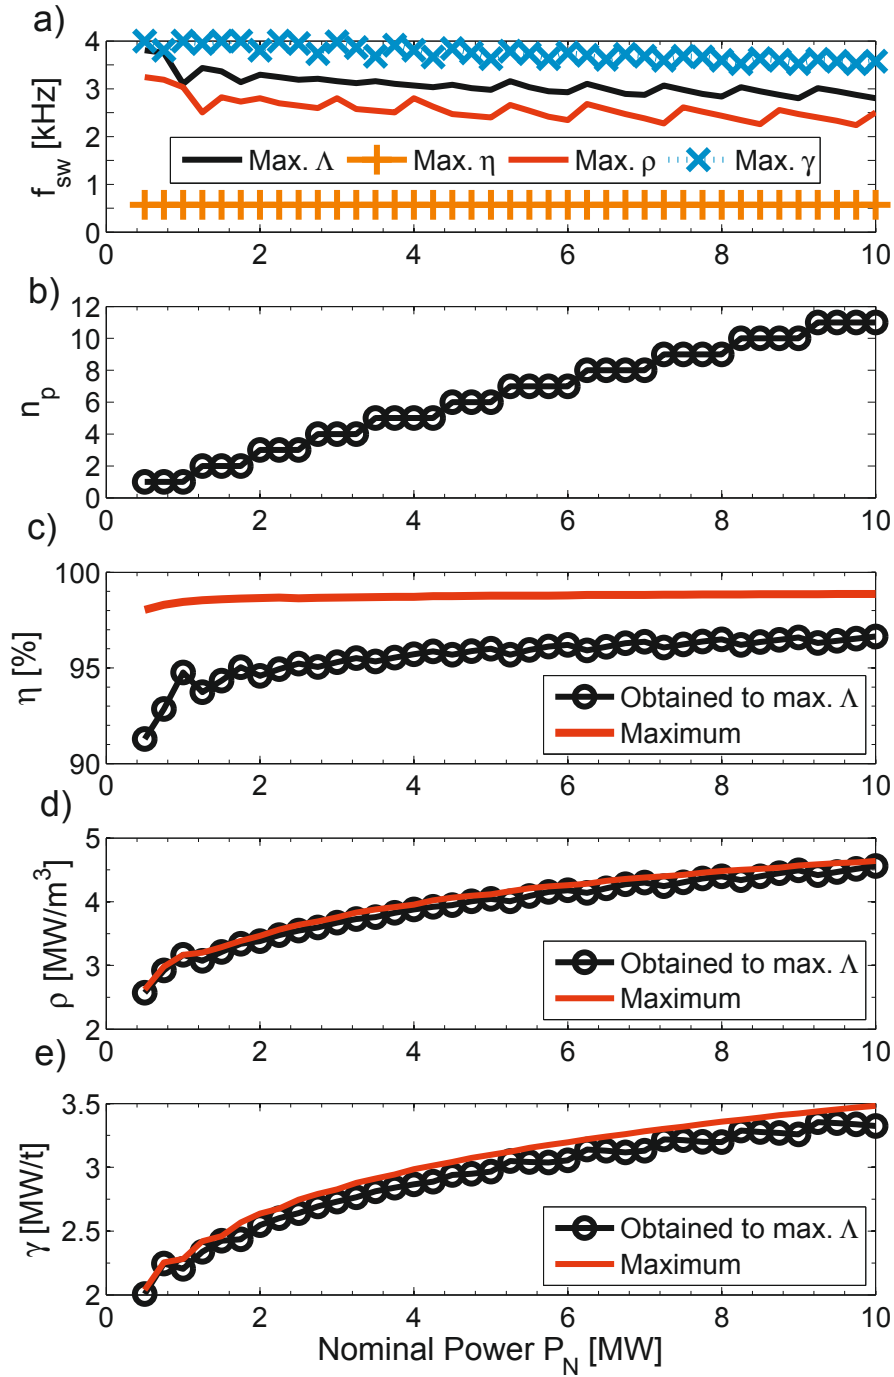 a)
f_sw [kHz]
4
3
2
1
0
Max. Λ Max. η Max. ρ Max. γ
0 2 4 6 8 10
b)
n_p
12
10
8
6
4
2
0
0 2 4 6 8 10
c)
η [%]
100
95
90
Obtained to max. Λ
Maximum
0 2 4 6 8 10
d)
ρ [MW/m³]
5
4
3
2
Obtained to max. Λ
Maximum
0 2 4 6 8 10
e)
γ [MW/t]
3.5
3
2.5
2
Obtained to max. Λ
Maximum
0 2 4 6 8 10
Nominal Power P_N [MW]